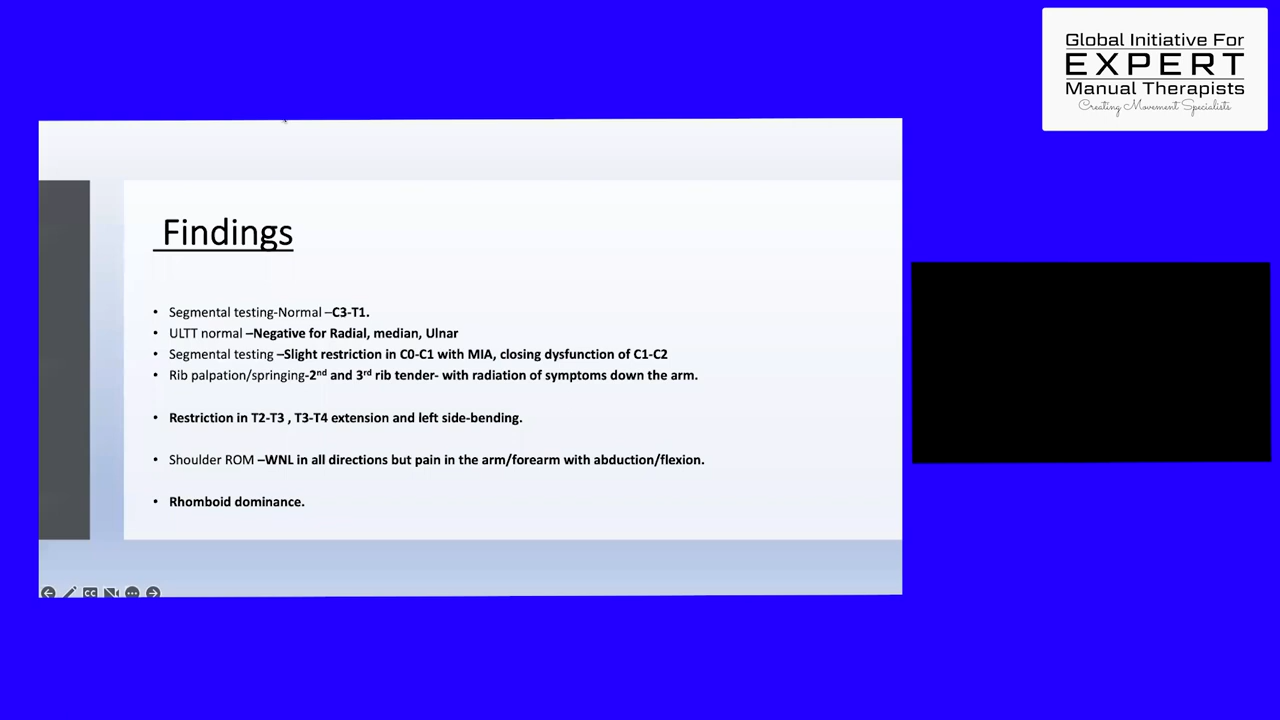 Global Initiative For
EXPERT
Manual Therapists
Creating Movement Specialists
Findings
• Segmental testing-Normal –C3-T1.
• ULTT normal –Negative for Radial, median, Ulnar
• Segmental testing –Slight restriction in C0-C1 with MIA, closing dysfunction of C1-C2
• Rib palpation/springing-2nd and 3rd rib tender- with radiation of symptoms down the arm.
• Restriction in T2-T3 , T3-T4 extension and left side-bending.
• Shoulder ROM –WNL in all directions but pain in the arm/forearm with abduction/flexion.
• Rhomboid dominance.
CC